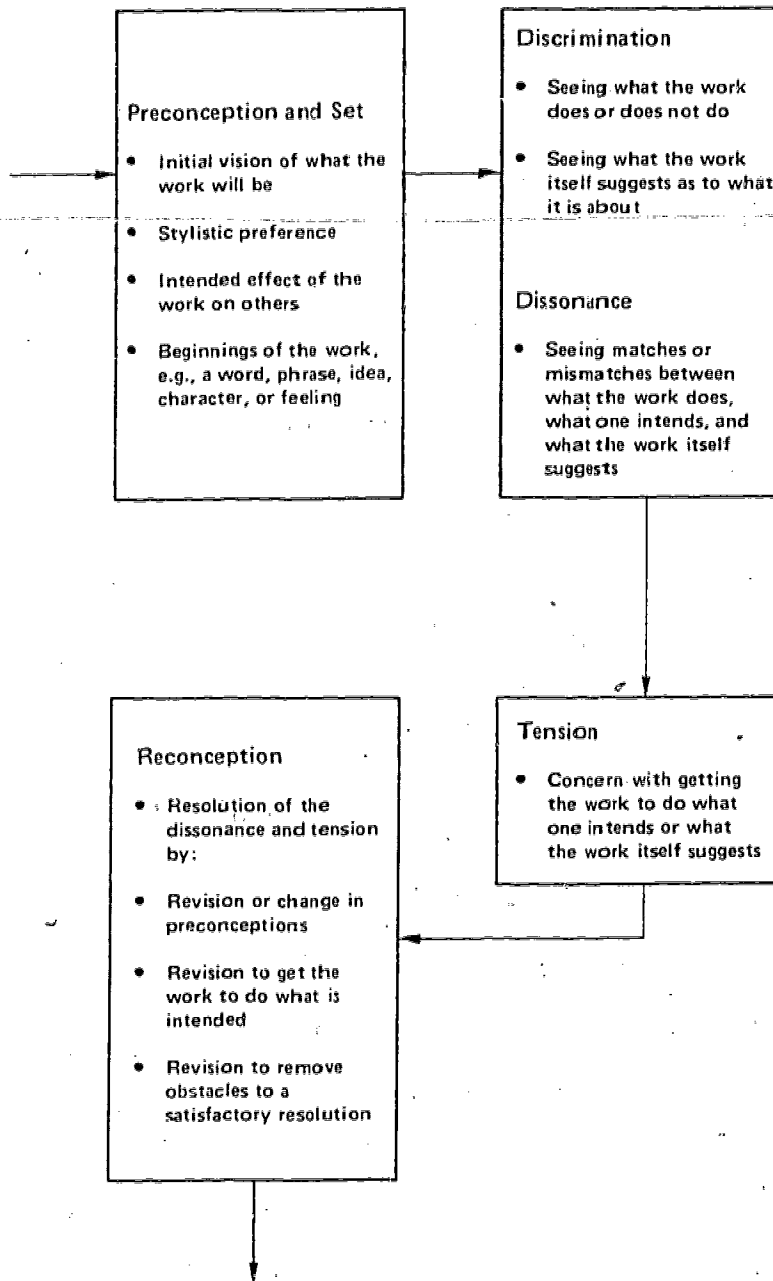 Preconception and Set
• Initial vision of what the
work will be
• Stylistic preference
• Intended effect of the
work on others
• Beginnings of the work,
e.g., a word, phrase, idea,
character, or feeling
Discrimination
• Seeing what the work
does or does not do
• Seeing what the work
itself suggests as to what
it is about
Dissonance
• Seeing matches or
mismatches between
what the work does,
what one intends, and
what the work itself
suggests
Tension
• Concern with getting
the work to do what
one intends or what
the work itself suggests
Reconception
• Resolution of the
dissonance and tension
by:
• Revision or change in
preconceptions
• Revision to get the
work to do what is
intended
• Revision to remove
obstacles to a
satisfactory resolution